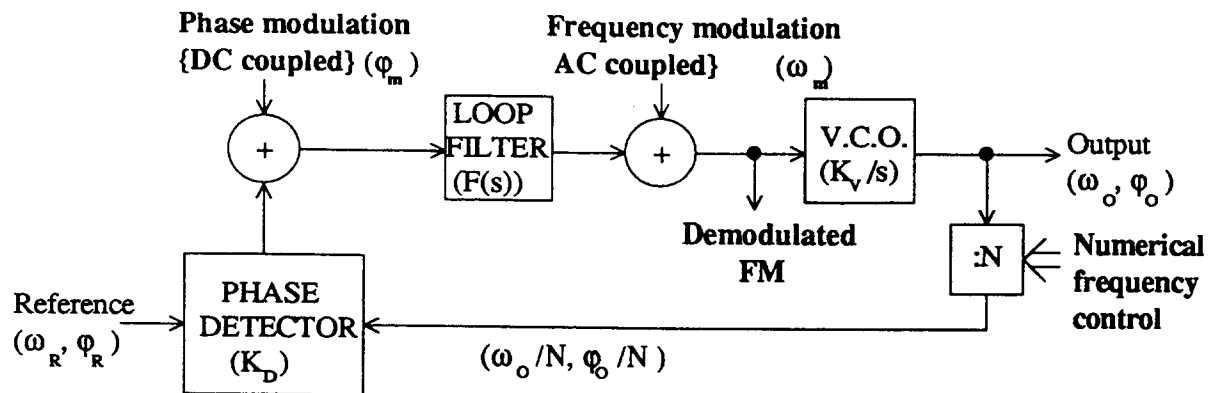 Phase modulation
{DC coupled} (φm)
Frequency modulation
AC coupled} (ωm)
LOOP
FILTER
(F(s))
+
+
V.C.O.
(KV/s)
Output
(ωO, φO)
Demodulated
FM
:N
Numerical
frequency
control
PHASE
DETECTOR
(KD)
Reference
(ωR, φR)
(ωO/N, φO/N)